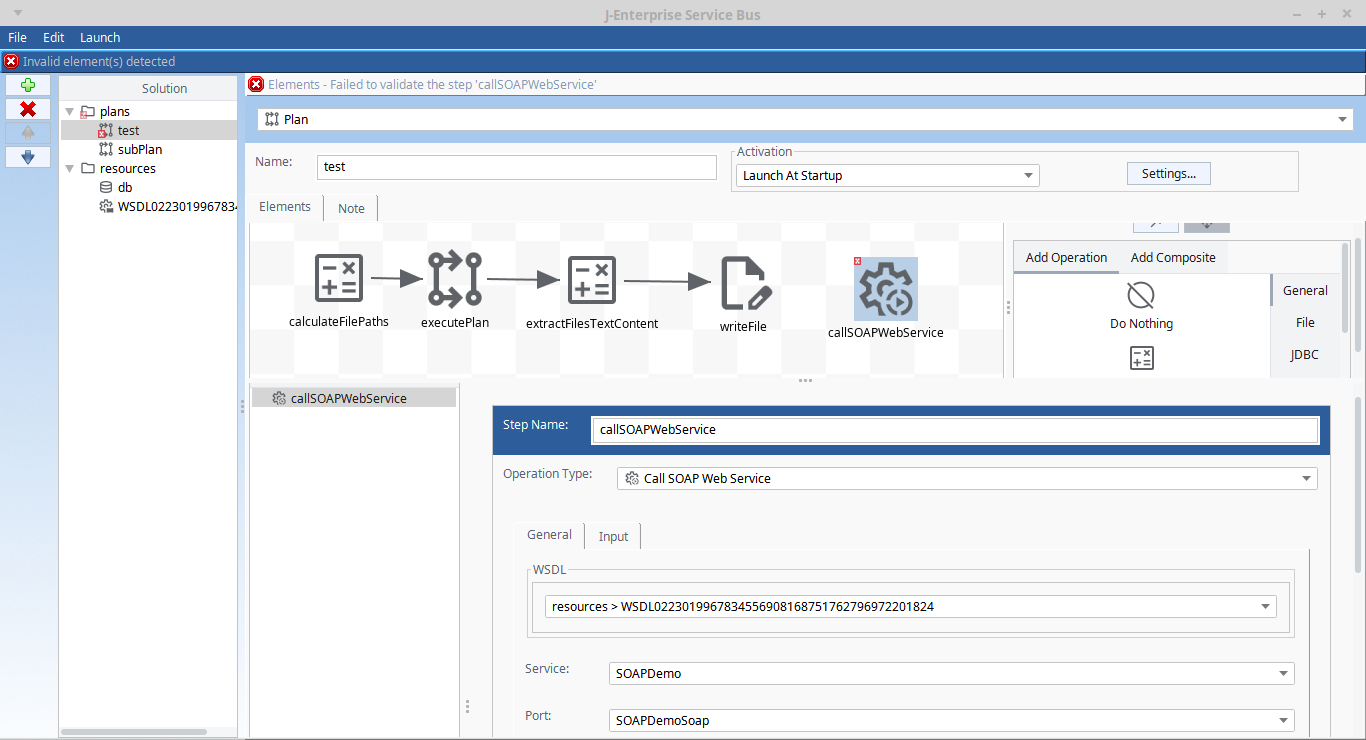 J-Enterprise Service Bus
File Edit Launch
Invalid element(s) detected
Solution
plans
test
subPlan
resources
db
WSDL0223019967834
Elements - Failed to validate the step 'callSOAPWebService'
Plan
Name:
test
Activation
Launch At Startup
Settings...
Elements
Note
calculateFilePaths
executePlan
extractFilesTextContent
writeFile
callSOAPWebService
Add Operation
Add Composite
Do Nothing
General
File
JDBC
callSOAPWebService
Step Name:
callSOAPWebService
Operation Type:
Call SOAP Web Service
General
Input
WSDL
resources > WSDL02230199678345569081687517627969722​01824
Service:
SOAPDemo
Port:
SOAPDemoSoap